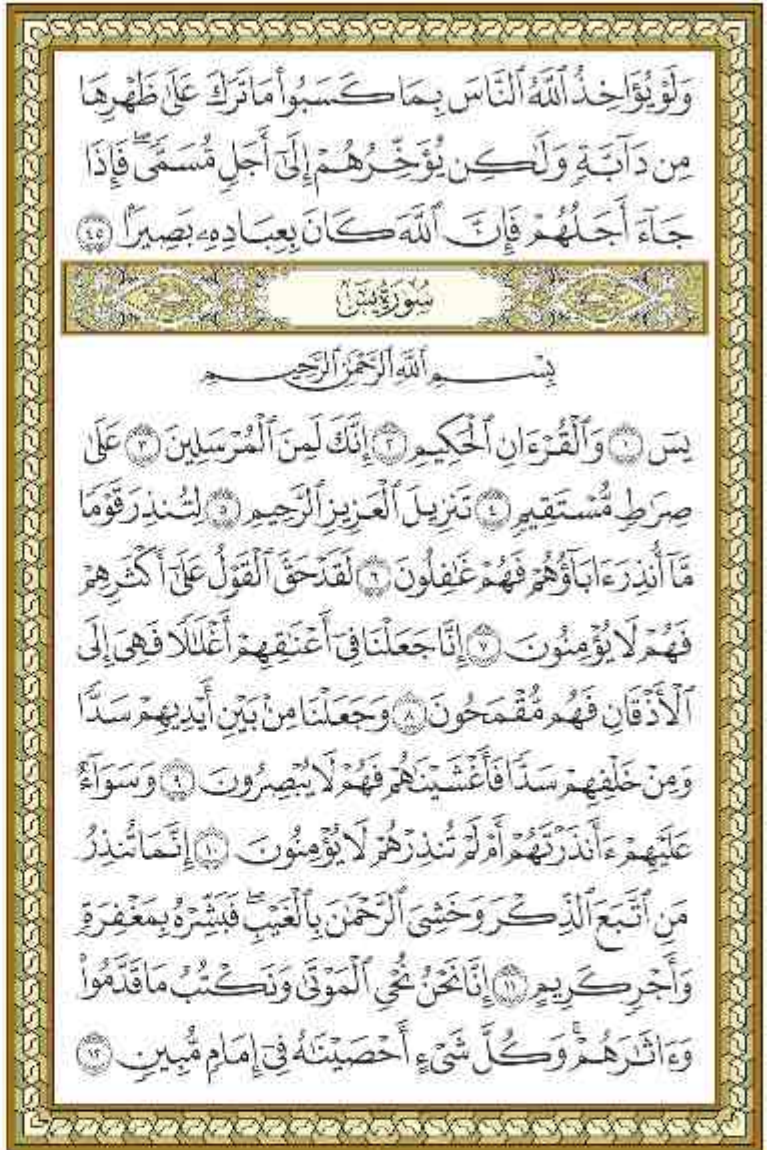 وَلَوْ يُؤَاخِذُ ٱللَّهُ ٱلنَّاسَ بِمَا كَسَبُوا۟ مَا تَرَكَ عَلَىٰ ظَهْرِهَا
مِن دَآبَّةٍ وَلَٰكِن يُؤَخِّرُهُمْ إِلَىٰٓ أَجَلٍ مُّسَمًّى ۖ فَإِذَا
جَآءَ أَجَلُهُمْ فَإِنَّ ٱللَّهَ كَانَ بِعِبَادِهِۦ بَصِيرًۢا ٤٥
سُورَةُ يسٓ
بِسْمِ ٱللَّهِ ٱلرَّحْمَٰنِ ٱلرَّحِيمِ
يسٓ ١ وَٱلْقُرْءَانِ ٱلْحَكِيمِ ٢ إِنَّكَ لَمِنَ ٱلْمُرْسَلِينَ ٣ عَلَىٰ
صِرَٰطٍ مُّسْتَقِيمٍ ٤ تَنزِيلَ ٱلْعَزِيزِ ٱلرَّحِيمِ ٥ لِتُنذِرَ قَوْمًا
مَّآ أُنذِرَ ءَابَآؤُهُمْ فَهُمْ غَٰفِلُونَ ٦ لَقَدْ حَقَّ ٱلْقَوْلُ عَلَىٰٓ أَكْثَرِهِمْ
فَهُمْ لَا يُؤْمِنُونَ ٧ إِنَّا جَعَلْنَا فِىٓ أَعْنَٰقِهِمْ أَغْلَٰلًا فَهِىَ إِلَى
ٱلْأَذْقَانِ فَهُم مُّقْمَحُونَ ٨ وَجَعَلْنَا مِنۢ بَيْنِ أَيْدِيهِمْ سَدًّا
وَمِنْ خَلْفِهِمْ سَدًّا فَأَغْشَيْنَٰهُمْ فَهُمْ لَا يُبْصِرُونَ ٩ وَسَوَآءٌ
عَلَيْهِمْ ءَأَنذَرْتَهُمْ أَمْ لَمْ تُنذِرْهُمْ لَا يُؤْمِنُونَ ١٠ إِنَّمَا تُنذِرُ
مَنِ ٱتَّبَعَ ٱلذِّكْرَ وَخَشِىَ ٱلرَّحْمَٰنَ بِٱلْغَيْبِ ۖ فَبَشِّرْهُ بِمَغْفِرَةٍ
وَأَجْرٍ كَرِيمٍ ١١ إِنَّا نَحْنُ نُحْىِ ٱلْمَوْتَىٰ وَنَكْتُبُ مَا قَدَّمُوا۟
وَءَاثَٰرَهُمْ ۚ وَكُلَّ شَىْءٍ أَحْصَيْنَٰهُ فِىٓ إِمَامٍ مُّبِينٍ ١٢